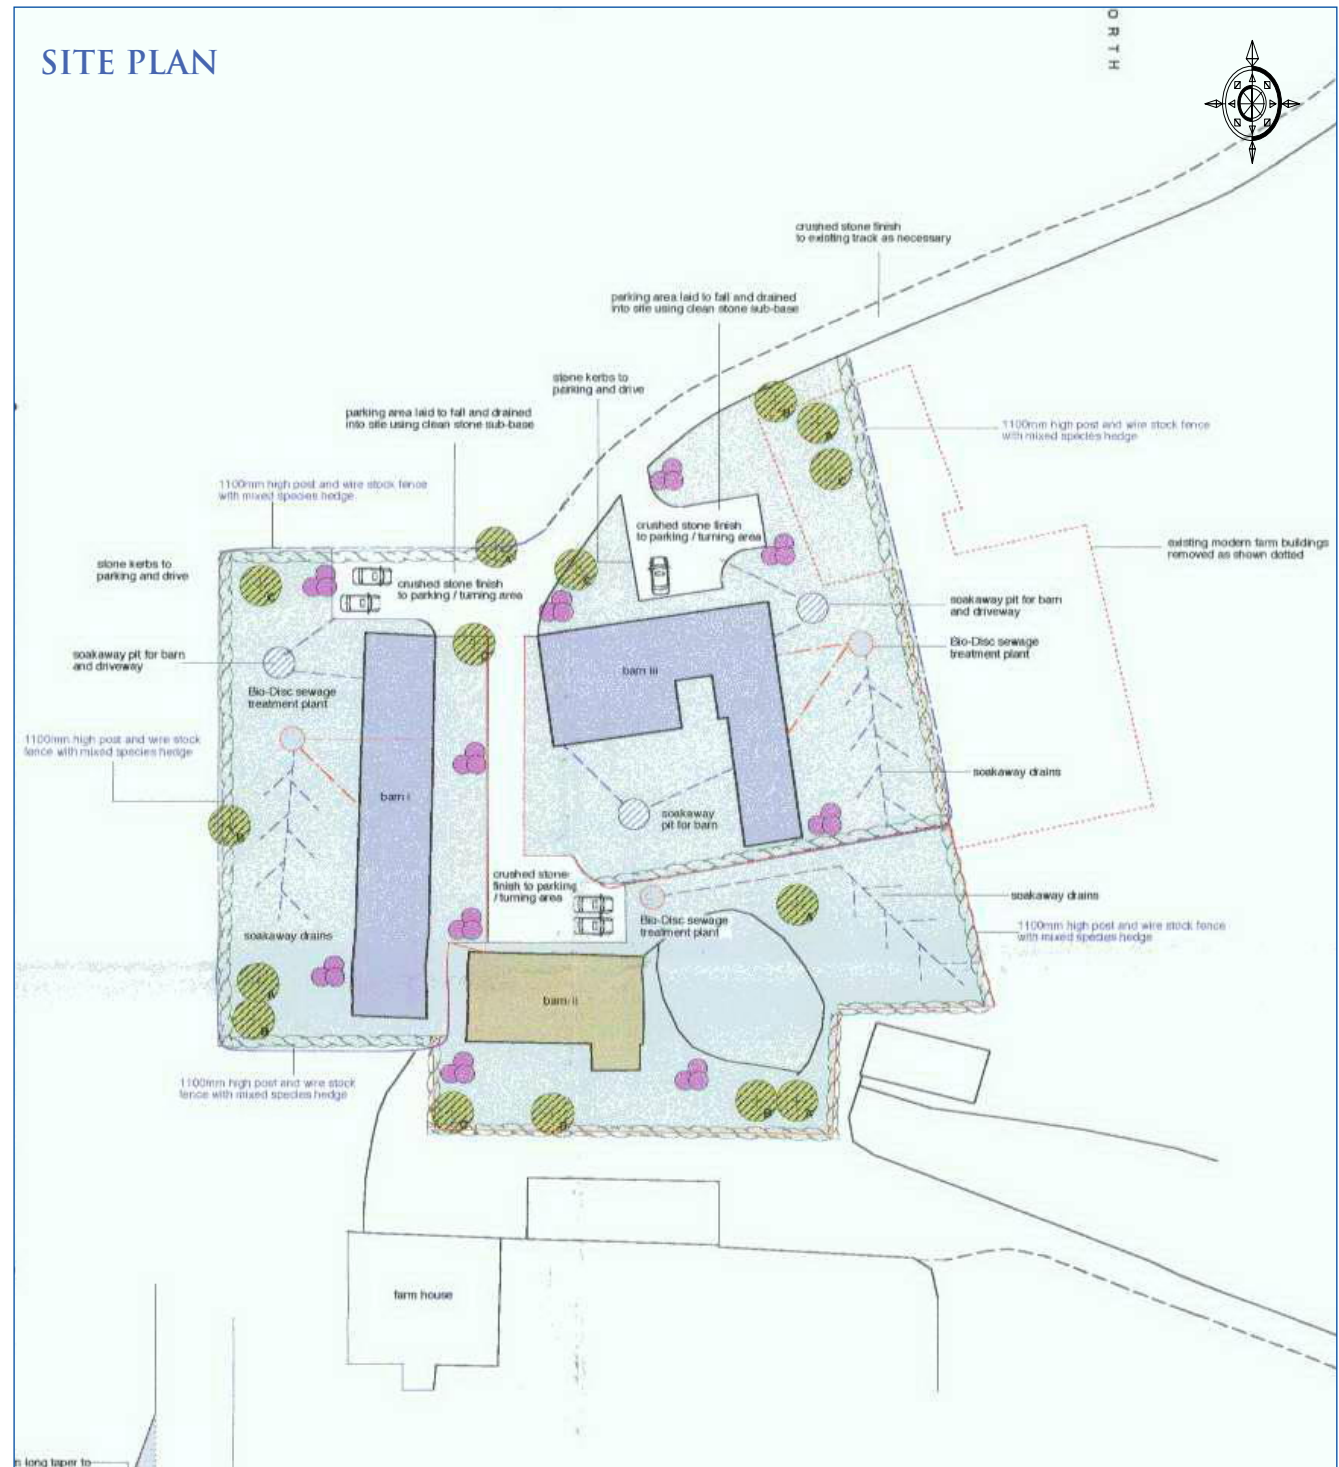 ORTH
SITE PLAN
crushed stone finish
to existing track as necessary
parking area laid to fall and drained
into site using clean stone sub-base
stone kerbs to
parking and drive
parking area laid to fall and drained
into site using clean stone sub-base
1100mm high post and wire stock fence
with mixed species hedge
1100mm high post and wire stock fence
with mixed species hedge
crushed stone finish
to parking / turning area
existing modern farm buildings
removed as shown dotted
stone kerbs to
parking and drive
crushed stone finish
to parking / turning area
soakaway pit for barn
and driveway
Bio-Disc sewage
treatment plant
soakaway pit for barn
and driveway
barn III
Bio-Disc sewage
treatment plant
1100mm high post and wire stock
fence with mixed species hedge
soakaway drains
barn I
soakaway
pit for barn
crushed stone
finish to parking
/ turning area
soakaway drains
Bio-Disc sewage
treatment plant
1100mm high post and wire stock fence
with mixed species hedge
soakaway drains
barn II
1100mm high post and wire stock
fence with mixed species hedge
farm house
long taper to